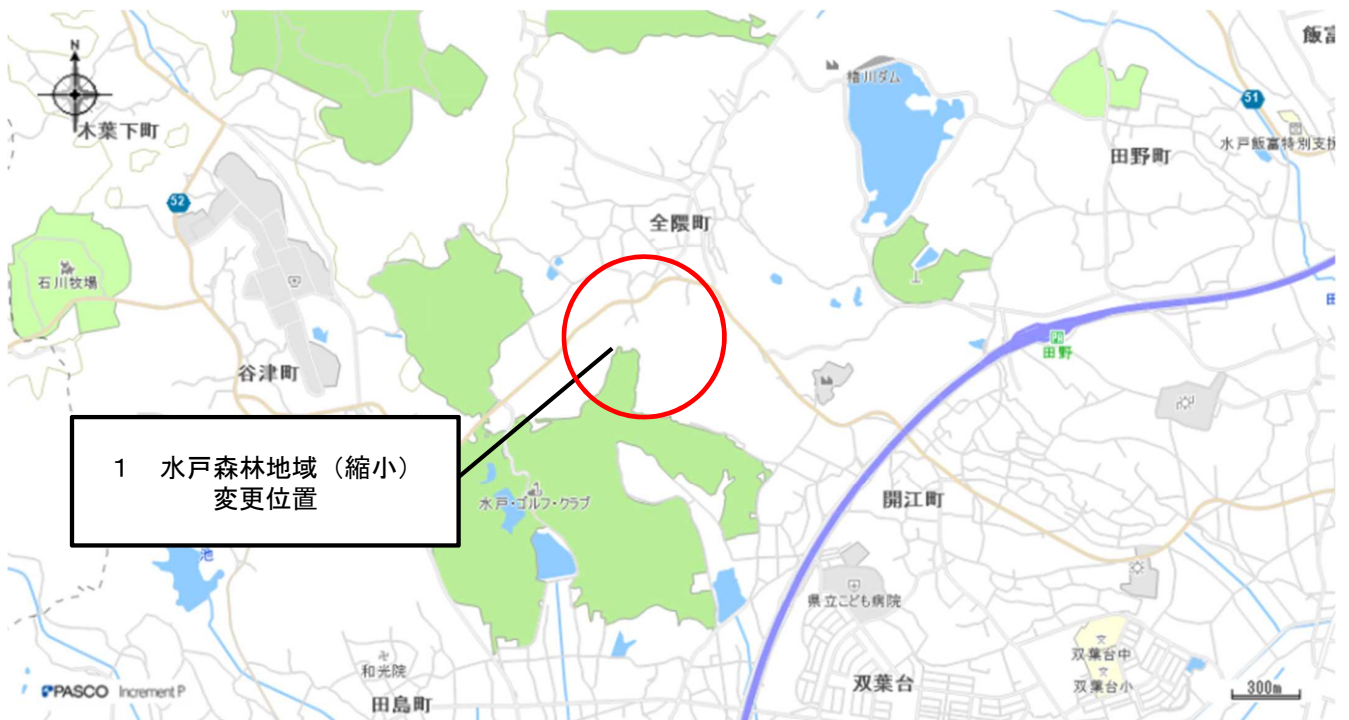 飯富
N
楮川ダム
木葉下町
51
水戸飯富特別支援
田野町
52
全隈町
石川牧場
田野
谷津町
1 水戸森林地域（縮小）
変更位置
水戸・ゴルフ・クラブ
開江町
池
県立こども病院
双葉台中
和光院
双葉台
双葉台小
300m
PASCO Increment P
田島町